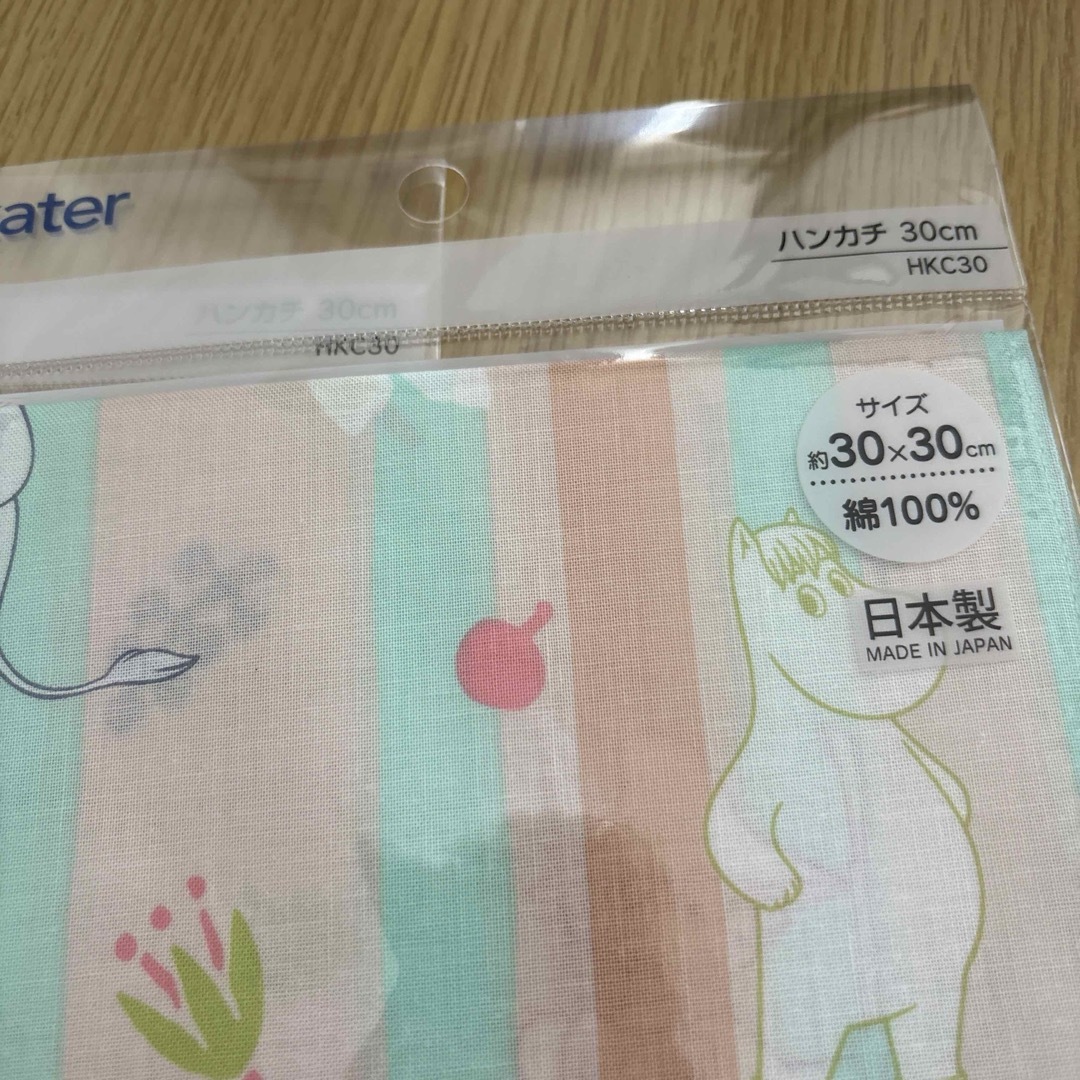 ater
ハンカチ 30cm
HKC30
ハンカチ 30cm
HKC30
サイズ
約30×30cm
綿100%
日本製
MADE IN JAPAN